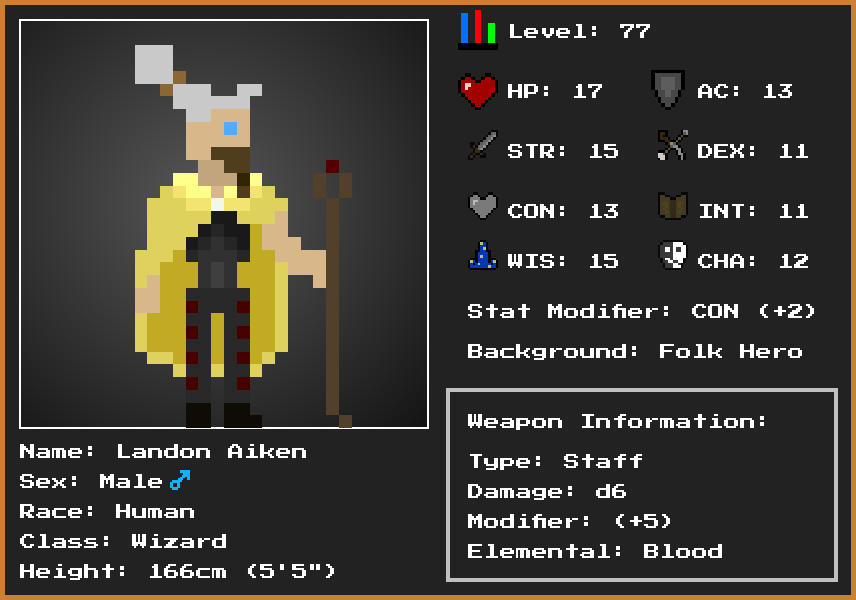 Level: 77
HP: 17 AC: 13
STR: 15 DEX: 11
CON: 13 INT: 11
WIS: 15 CHA: 12
Stat Modifier: CON (+2)
Background: Folk Hero
Weapon Information:
Type: Staff
Damage: d6
Modifier: (+5)
Elemental: Blood
Name: Landon Aiken
Sex: Male♂
Race: Human
Class: Wizard
Height: 166cm (5'5")